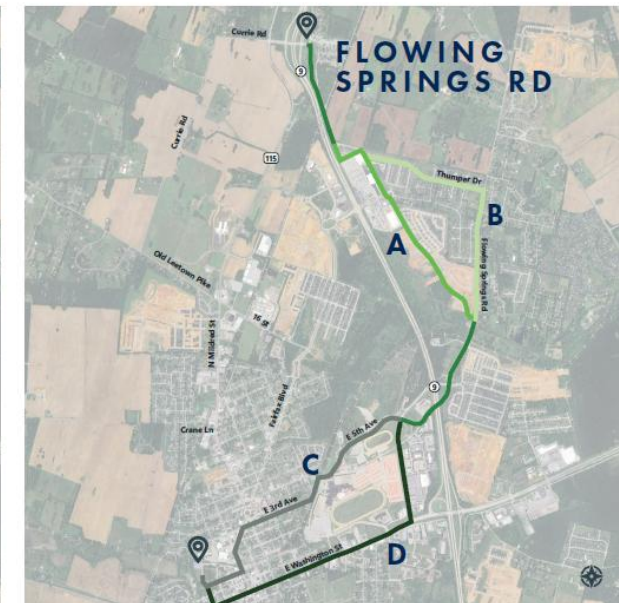 FLOWING
SPRINGS RD
Currie Rd
9
Currie Rd
115
Thumper Dr
B
A
Flowing Springs Rd
Old Leetown Pike
N Mildred St
16 St
9
Fairfax Blvd
Crane Ln
E 5th Ave
C
E 3rd Ave
E Washington St
D